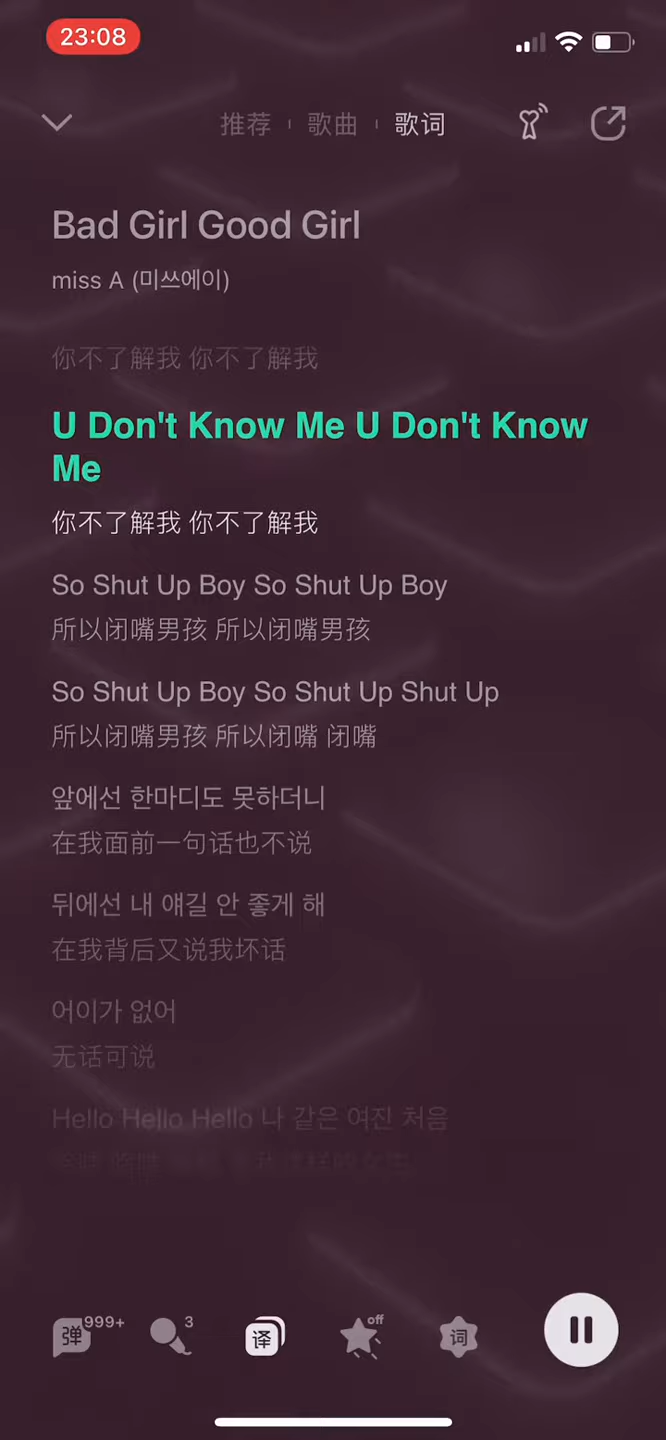 23:08
推荐 歌曲 歌词
Bad Girl Good Girl
miss A (미쓰에이)
你不了解我 你不了解我
U Don't Know Me U Don't Know
Me
你不了解我 你不了解我
So Shut Up Boy So Shut Up Boy
所以闭嘴男孩 所以闭嘴男孩
So Shut Up Boy So Shut Up Shut Up
所以闭嘴男孩 所以闭嘴 闭嘴
앞에선 한마디도 못하더니
在我面前一句话也不说
뒤에선 내 얘길 안 좋게 해
在我背后又说我坏话
어이가 없어
无话可说
Hello Hello Hello 나 같은 여진 처음
弹 999+ 3 译 off 词